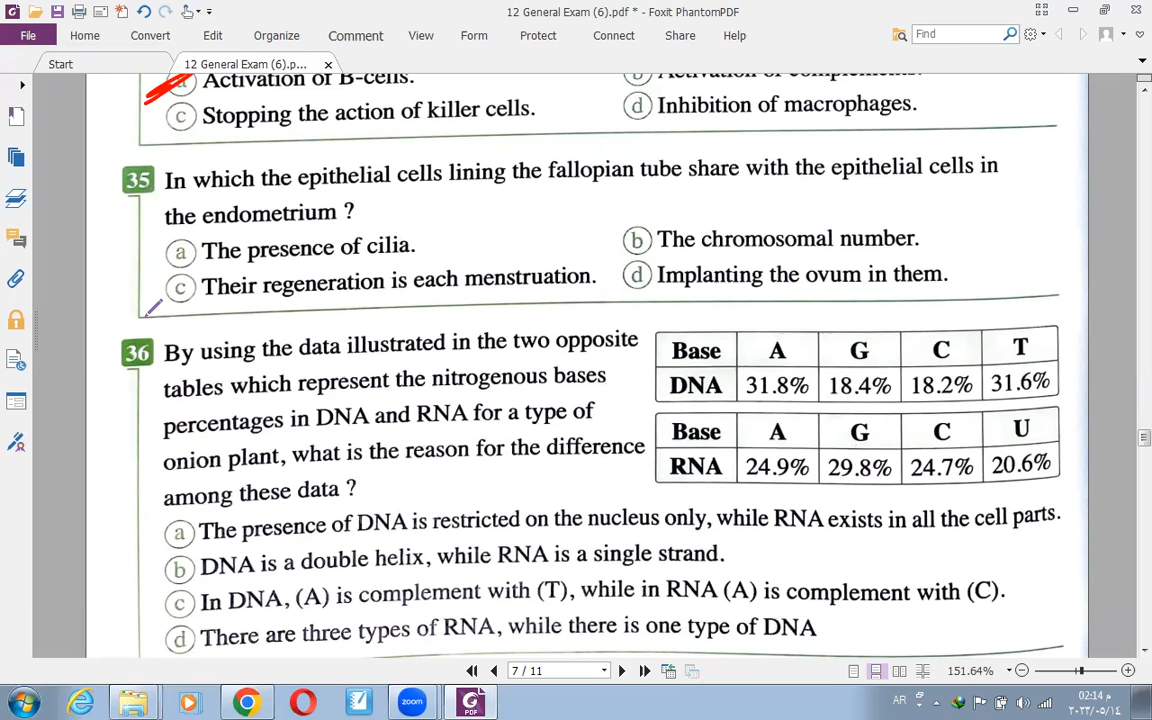 12 General Exam (6).pdf * - Foxit PhantomPDF
File Home Convert Edit Organize Comment View Form Protect Connect Share Help Find
Start 12 General Exam (6).p... ×
a Activation of B-cells. b Activation of complements.
c Stopping the action of killer cells. d Inhibition of macrophages.
35 In which the epithelial cells lining the fallopian tube share with the epithelial cells in
the endometrium ?
a The presence of cilia. b The chromosomal number.
c Their regeneration is each menstruation. d Implanting the ovum in them.
36 By using the data illustrated in the two opposite
tables which represent the nitrogenous bases
percentages in DNA and RNA for a type of
onion plant, what is the reason for the difference
among these data ?
Base A G C T
DNA 31.8% 18.4% 18.2% 31.6%
Base A G C U
RNA 24.9% 29.8% 24.7% 20.6%
a The presence of DNA is restricted on the nucleus only, while RNA exists in all the cell parts.
b DNA is a double helix, while RNA is a single strand.
c In DNA, (A) is complement with (T), while in RNA (A) is complement with (C).
d There are three types of RNA, while there is one type of DNA
7 / 11 151.64%
zoom PDF AR 02:14 م
٢٠٢٣/٠٥/١٤